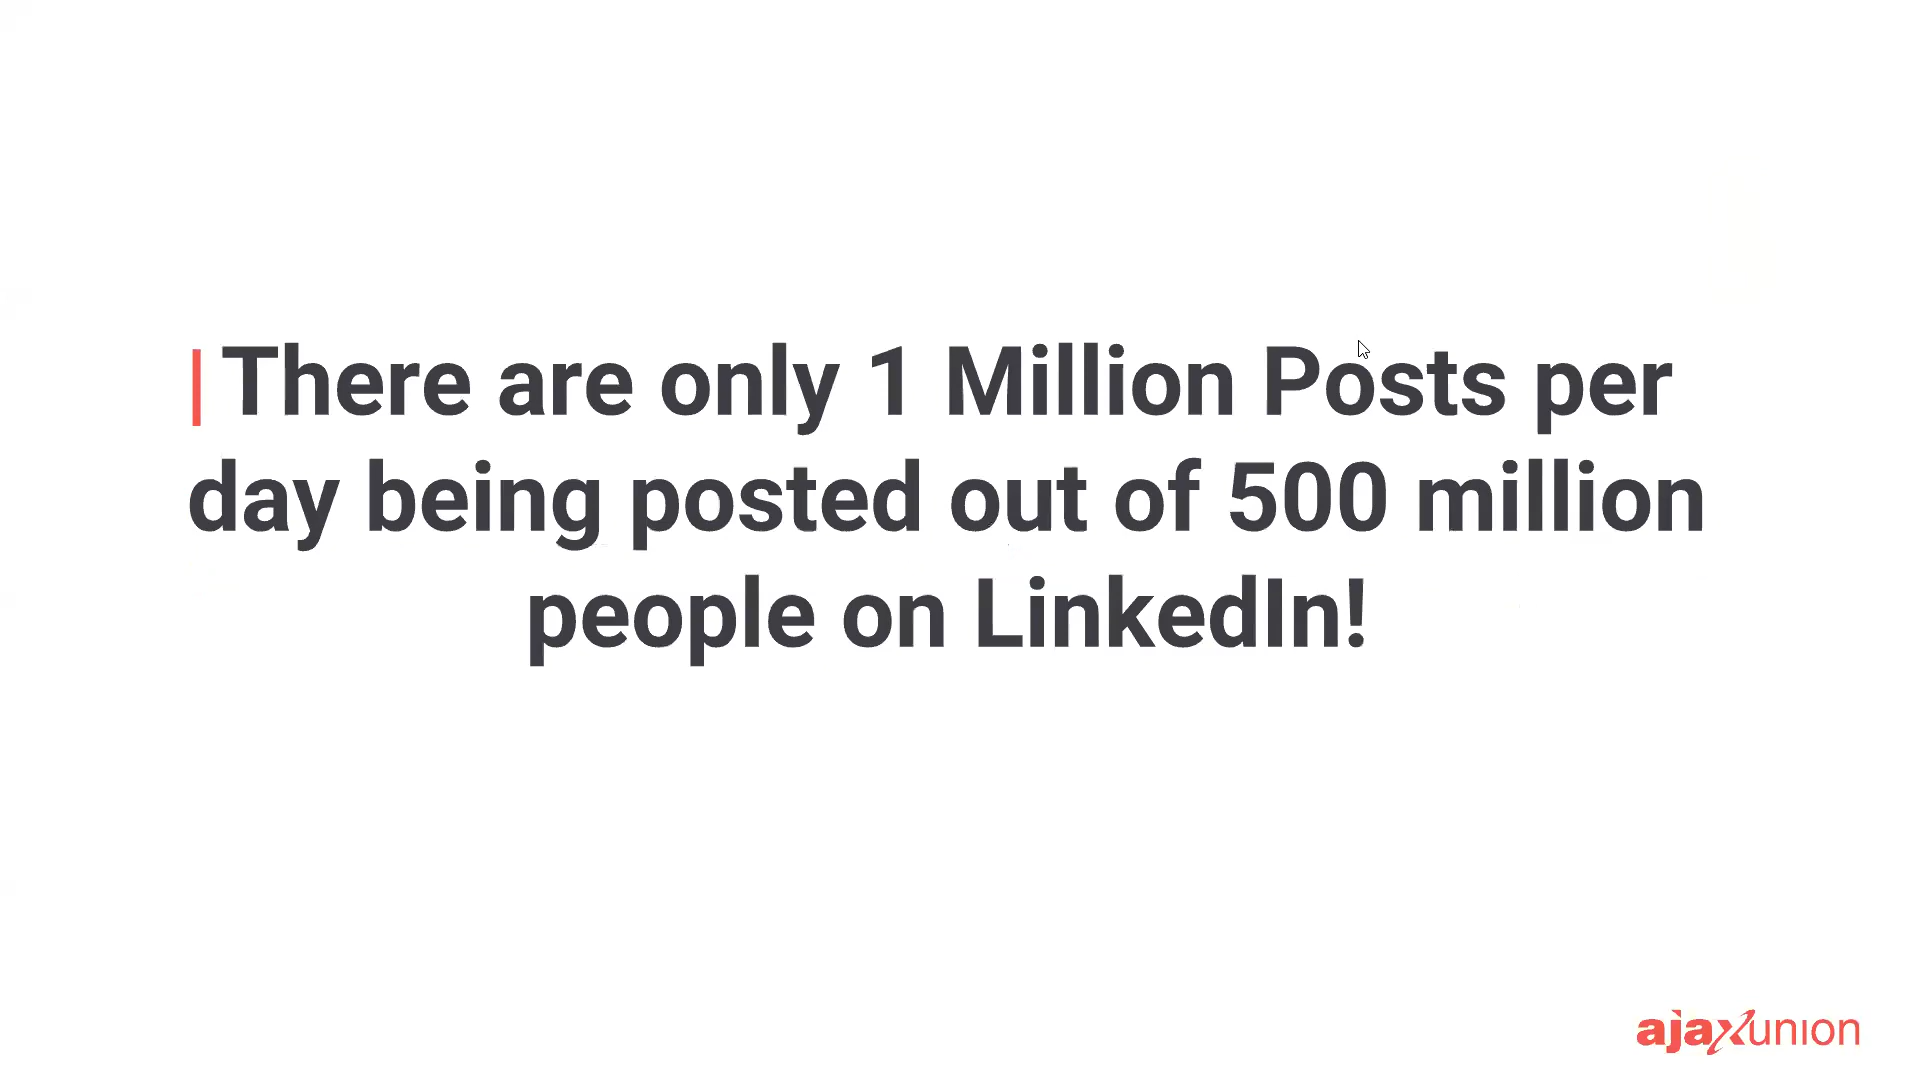 There are only 1 Million Posts per
day being posted out of 500 million
people on LinkedIn!
ajaxunion